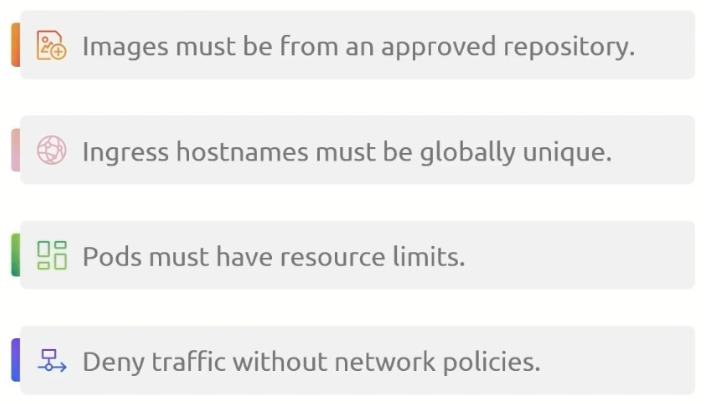 Images must be from an approved repository.
Ingress hostnames must be globally unique.
Pods must have resource limits.
Deny traffic without network policies.